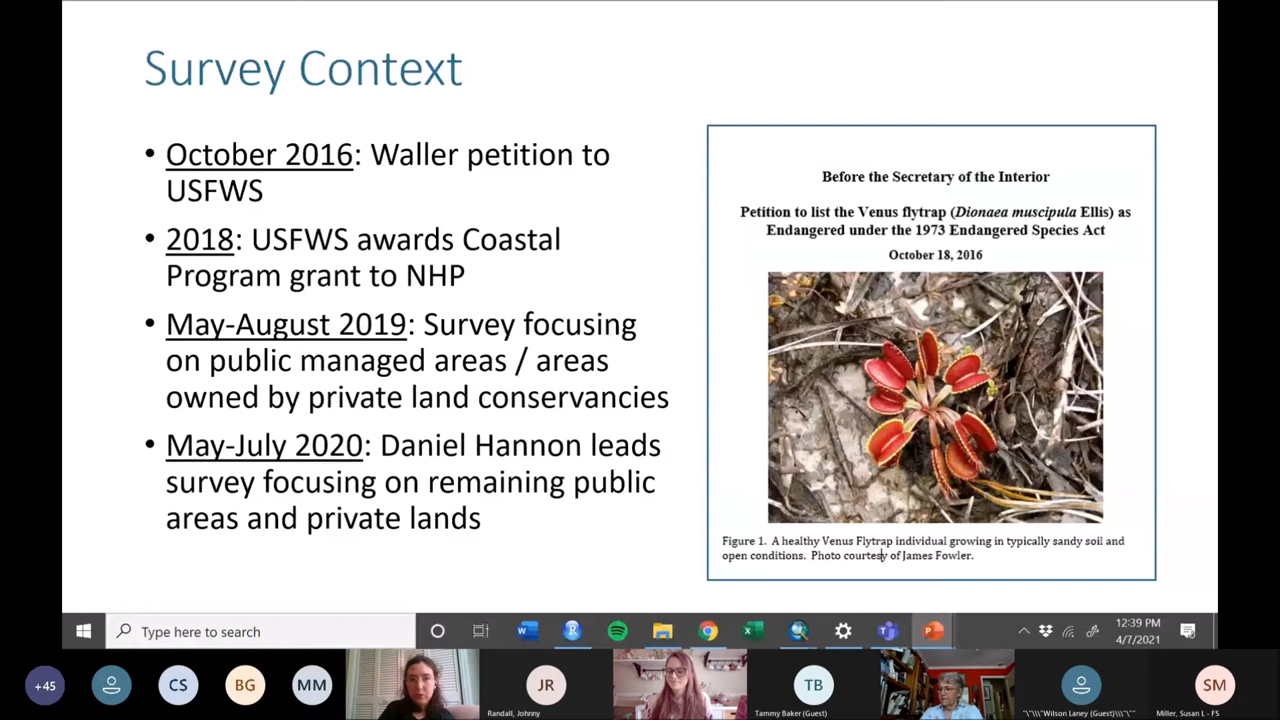 Survey Context
• October 2016: Waller petition to
USFWS
• 2018: USFWS awards Coastal
Program grant to NHP
• May-August 2019: Survey focusing
on public managed areas / areas
owned by private land conservancies
• May-July 2020: Daniel Hannon leads
survey focusing on remaining public
areas and private lands
Before the Secretary of the Interior
Petition to list the Venus flytrap (Dionaea muscipula Ellis) as
Endangered under the 1973 Endangered Species Act
October 18, 2016
Figure 1. A healthy Venus Flytrap individual growing in typically sandy soil and
open conditions. Photo courtesy of James Fowler.
Type here to search
12:39 PM
4/7/2021
+45
CS
BG
MM
JR
Randall, Johnny
TB
Tammy Baker (Guest)
"\"\\\"Wilson Laney (Guest)\\\"\""
SM
Miller, Susan L - FS